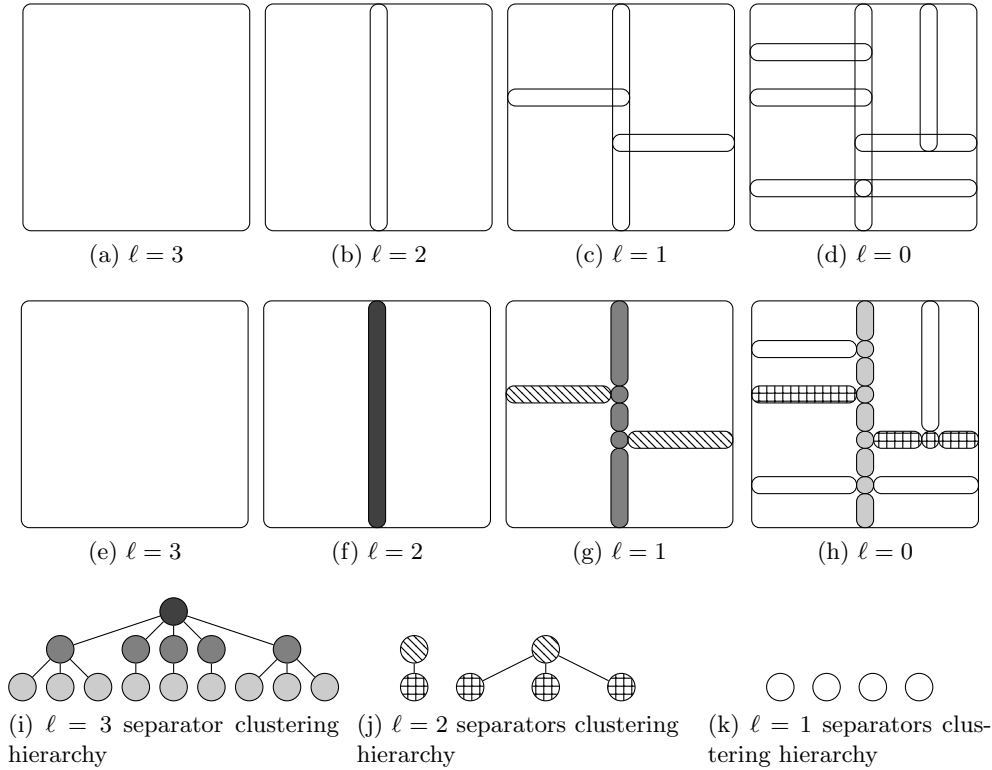 (a) ℓ = 3
(b) ℓ = 2
(c) ℓ = 1
(d) ℓ = 0
(e) ℓ = 3
(f) ℓ = 2
(g) ℓ = 1
(h) ℓ = 0
(i) ℓ = 3 separator clustering
hierarchy
(j) ℓ = 2 separators clustering
hierarchy
(k) ℓ = 1 separators clus-
tering hierarchy